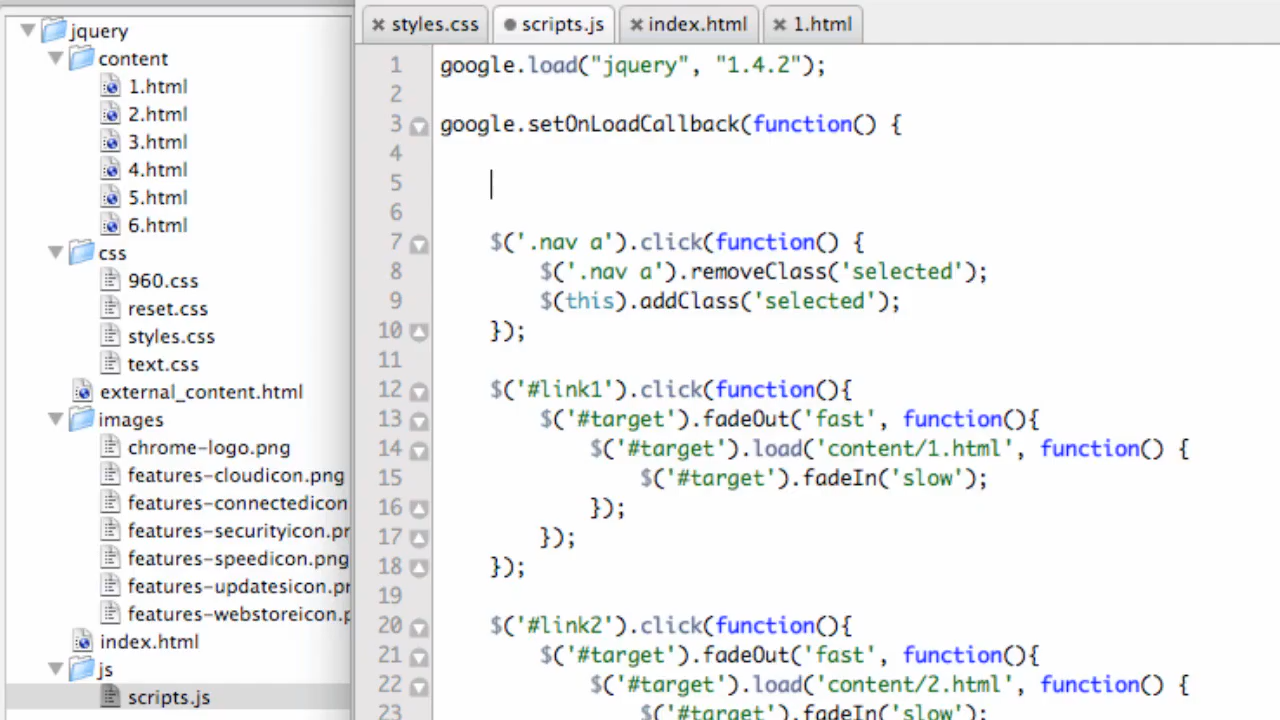 jquery
content
1.html
2.html
3.html
4.html
5.html
6.html
css
960.css
reset.css
styles.css
text.css
external_content.html
images
chrome-logo.png
features-cloudicon.png
features-connectedicon
features-securityicon.pr
features-speedicon.png
features-updatesicon.pr
features-webstoreicon.p
index.html
js
scripts.js
styles.css scripts.js index.html 1.html
1 google.load("jquery", "1.4.2");
2
3 google.setOnLoadCallback(function() {
4
5
6
7 $('.nav a').click(function() {
8 $('.nav a').removeClass('selected');
9 $(this).addClass('selected');
10 });
11
12 $('#link1').click(function(){
13 $('#target').fadeOut('fast', function(){
14 $('#target').load('content/1.html', function() {
15 $('#target').fadeIn('slow');
16 });
17 });
18 });
19
20 $('#link2').click(function(){
21 $('#target').fadeOut('fast', function(){
22 $('#target').load('content/2.html', function() {
23 $('#target').fadeIn('slow');